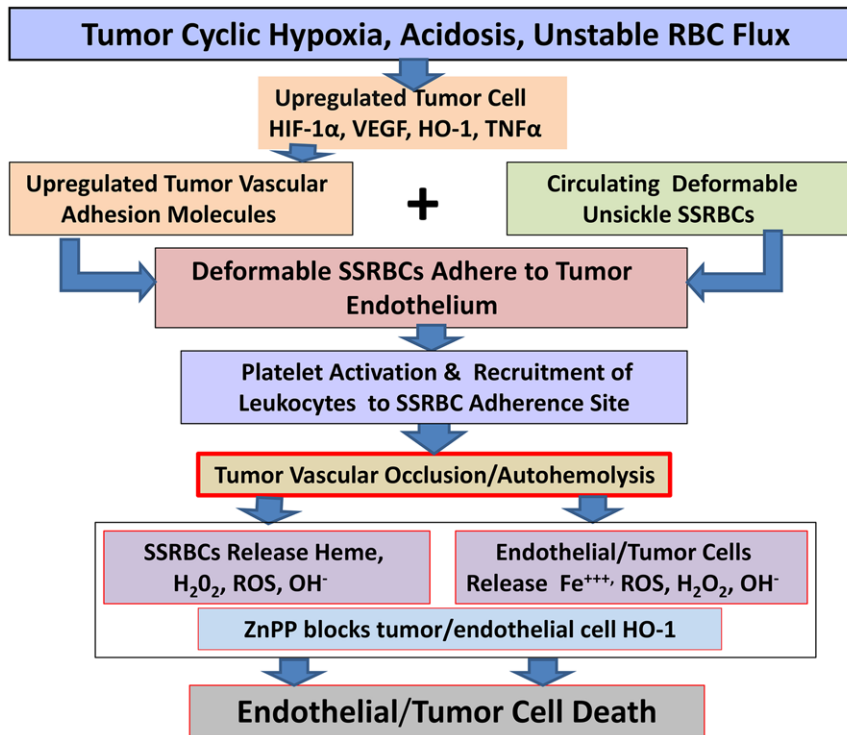 Tumor Cyclic Hypoxia, Acidosis, Unstable RBC Flux
Upregulated Tumor Cell
HIF-1α, VEGF, HO-1, TNFα
Upregulated Tumor Vascular
Adhesion Molecules
+
Circulating Deformable
Unsickle SSRBCs
Deformable SSRBCs Adhere to Tumor
Endothelium
Platelet Activation & Recruitment of
Leukocytes to SSRBC Adherence Site
Tumor Vascular Occlusion/Autohemolysis
SSRBCs Release Heme,
H₂0₂, ROS, OH⁻
Endothelial/Tumor Cells
Release Fe⁺⁺⁺, ROS, H₂O₂, OH⁻
ZnPP blocks tumor/endothelial cell HO-1
Endothelial/Tumor Cell Death